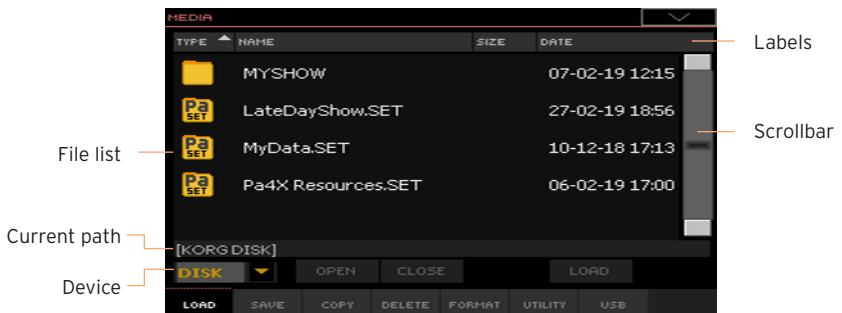 MEDIA
TYPE NAME SIZE DATE
Labels
MYSHOW 07-02-19 12:15
Pa SET LateDayShow.SET 27-02-19 18:56
Scrollbar
File list
Pa SET MyData.SET 10-12-18 17:13
Pa SET Pa4X Resources.SET 06-02-19 17:00
Current path
[KORG DISK]
Device
DISK OPEN CLOSE LOAD
LOAD SAVE COPY DELETE FORMAT UTILITY USB